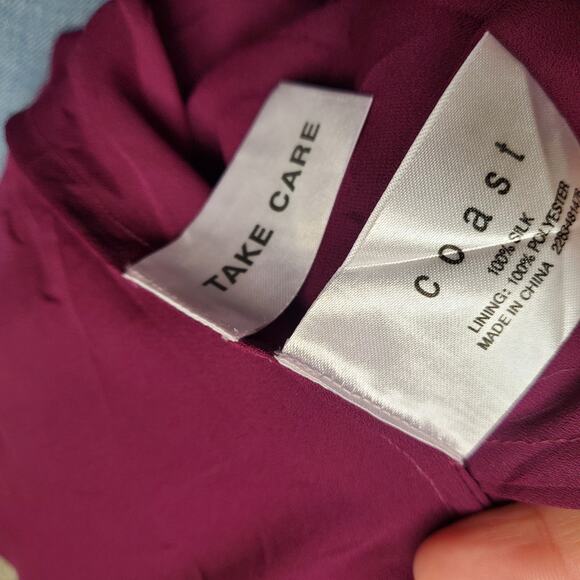 TAKE CARE
coast
100% SILK
LINING: 100% POLYESTER
MADE IN CHINA